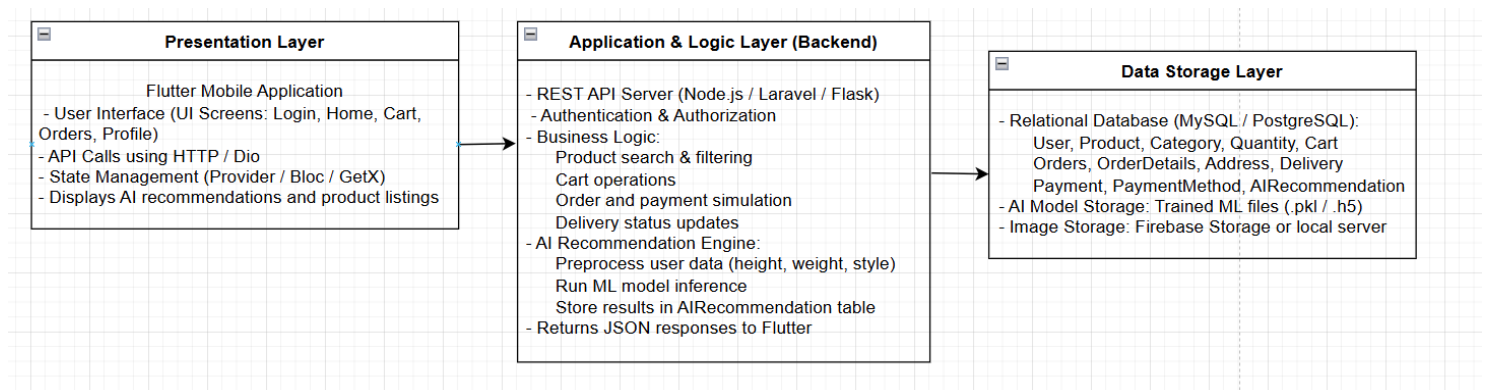 Presentation Layer
Flutter Mobile Application
- User Interface (UI Screens: Login, Home, Cart,
Orders, Profile)
- API Calls using HTTP / Dio
- State Management (Provider / Bloc / GetX)
- Displays AI recommendations and product listings
Application & Logic Layer (Backend)
- REST API Server (Node.js / Laravel / Flask)
- Authentication & Authorization
- Business Logic:
Product search & filtering
Cart operations
Order and payment simulation
Delivery status updates
- AI Recommendation Engine:
Preprocess user data (height, weight, style)
Run ML model inference
Store results in AIRecommendation table
- Returns JSON responses to Flutter
Data Storage Layer
- Relational Database (MySQL / PostgreSQL):
User, Product, Category, Quantity, Cart
Orders, OrderDetails, Address, Delivery
Payment, PaymentMethod, AIRecommendation
- AI Model Storage: Trained ML files (.pkl / .h5)
- Image Storage: Firebase Storage or local server